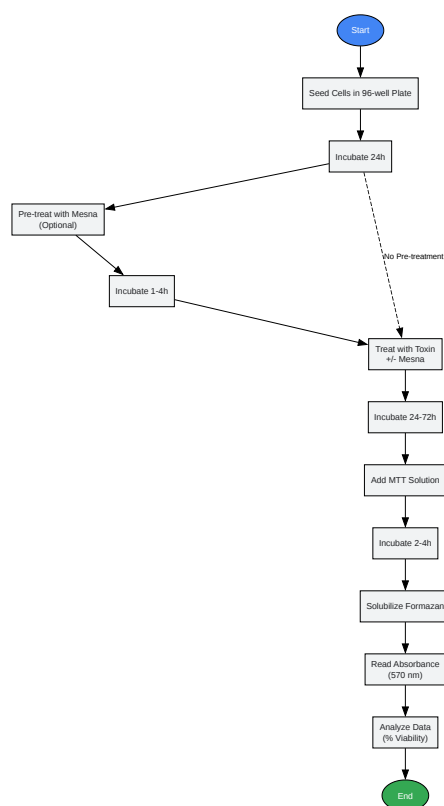 Start
Seed Cells in 96-well Plate
Incubate 24h
Pre-treat with Mesna
(Optional)
No Pre-treatment
Incubate 1-4h
Treat with Toxin
+/- Mesna
Incubate 24-72h
Add MTT Solution
Incubate 2-4h
Solubilize Formazan
Read Absorbance
(570 nm)
Analyze Data
(% Viability)
End